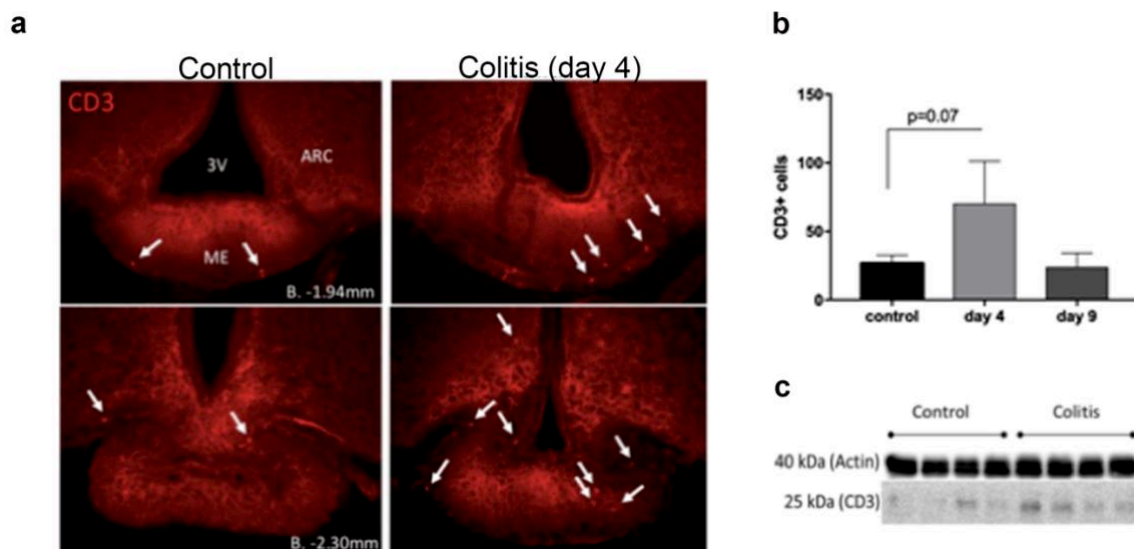 a
Control
Colitis (day 4)
CD3
3V
ARC
ME
B. -1.94mm
B. -2.30mm
b
150
100
50
0
CD3+ cells
p=0.07
control
day 4
day 9
c
Control
Colitis
40 kDa (Actin)
25 kDa (CD3)